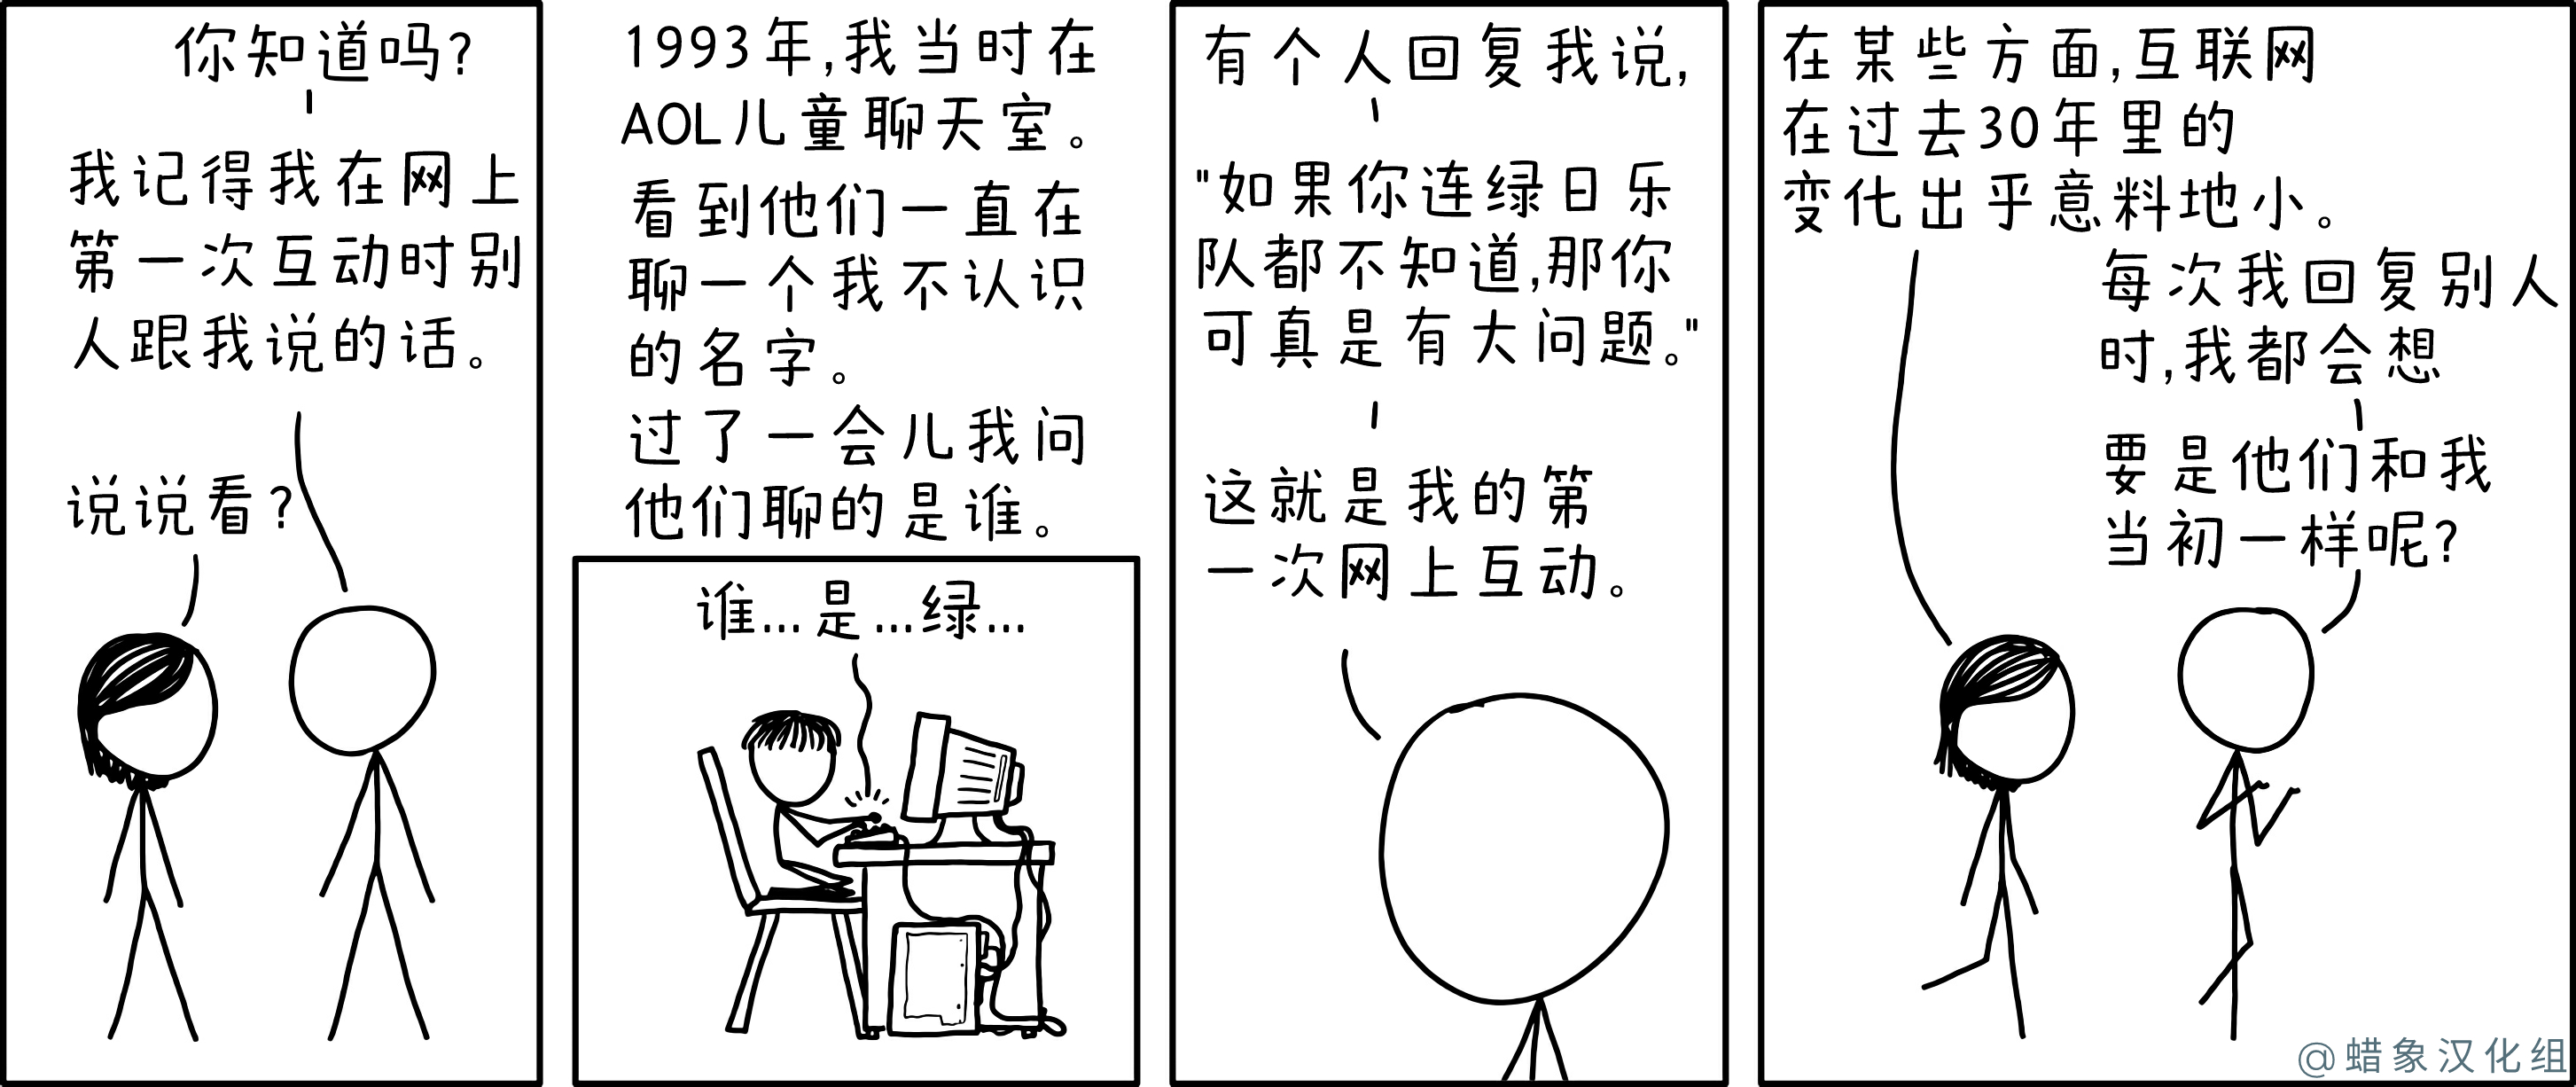 你知道吗?
我记得我在网上
第一次互动时别
人跟我说的话。
说说看?
1993年,我当时在
AOL儿童聊天室。
看到他们一直在
聊一个我不认识
的名字。
过了一会儿我问
他们聊的是谁。
谁...是...绿...
有个人回复我说,
"如果你连绿日乐
队都不知道,那你
可真是有大问题。"
这就是我的第
一次网上互动。
在某些方面,互联网
在过去30年里的
变化出乎意料地小。
每次我回复别人
时,我都会想
要是他们和我
当初一样呢?
@蜡象汉化组